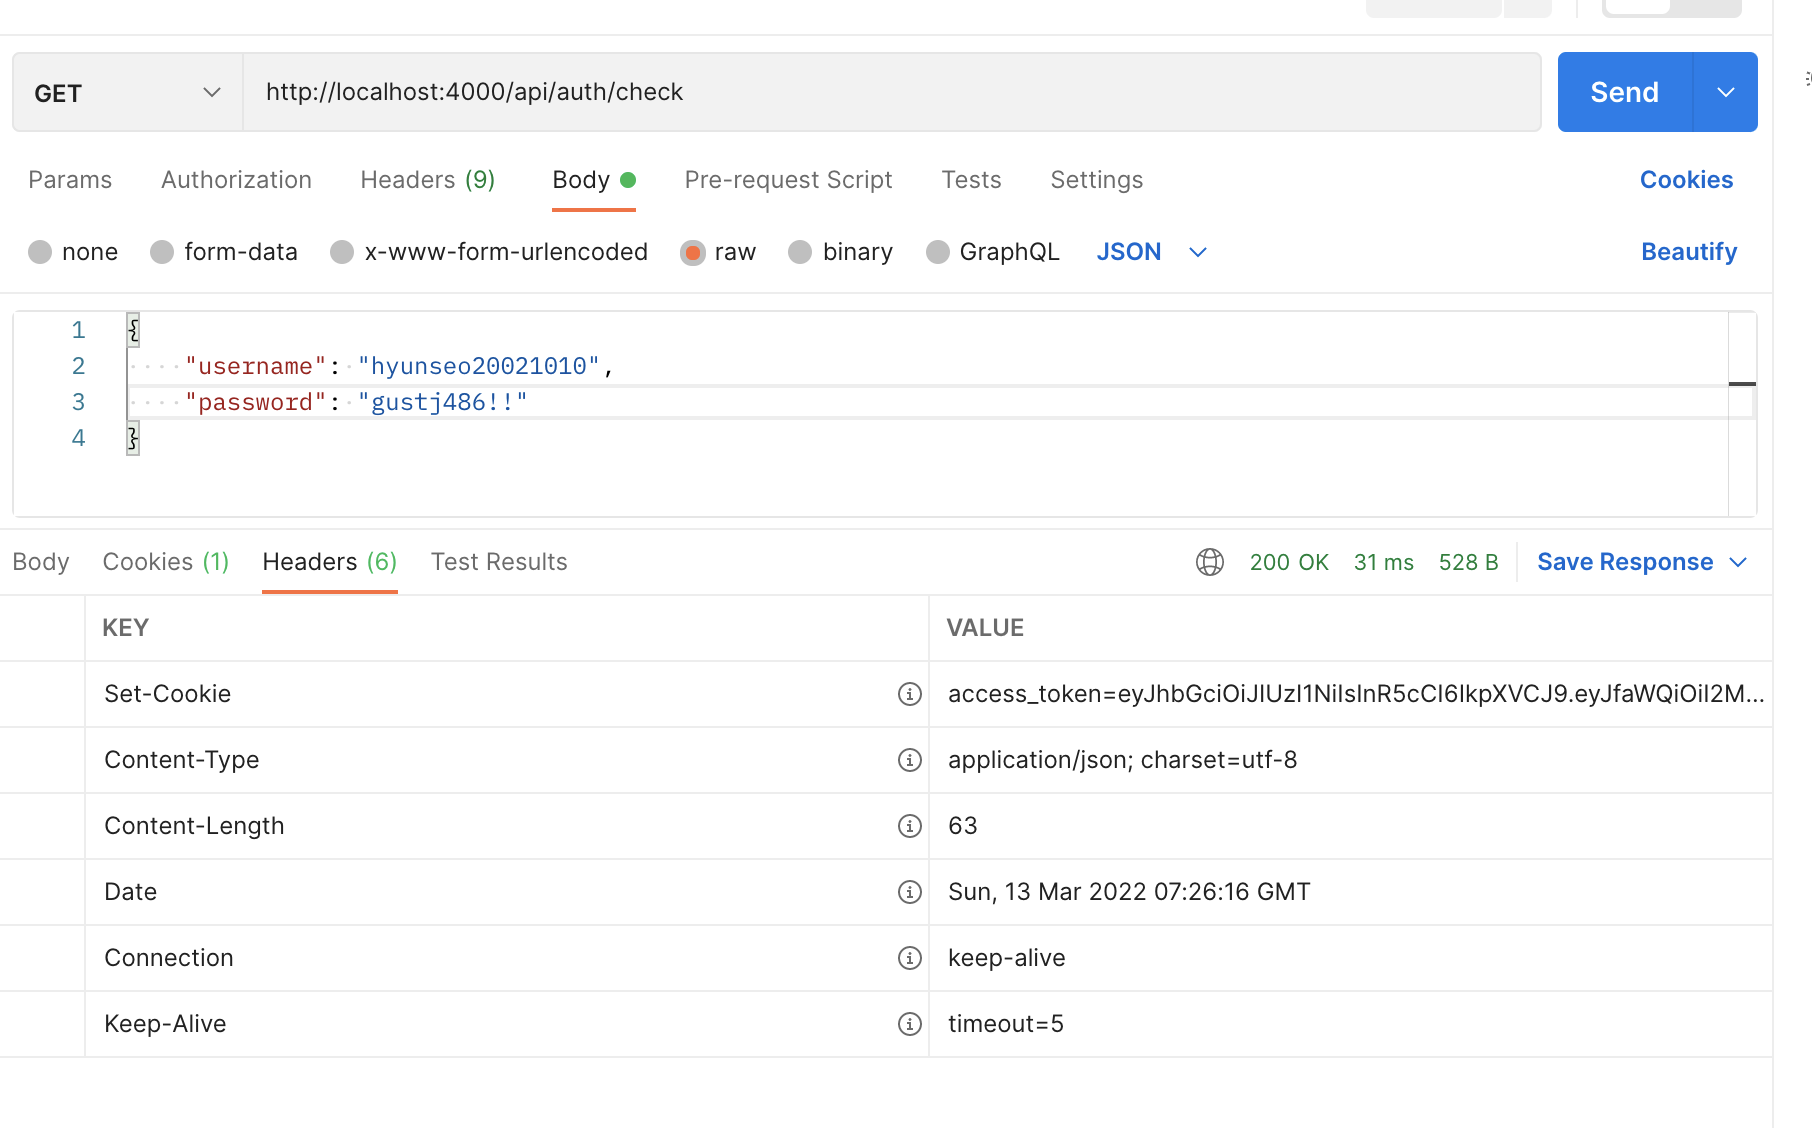 GET http://localhost:4000/api/auth/check Send
Params Authorization Headers (9) Body Pre-request Script Tests Settings Cookies
none form-data x-www-form-urlencoded raw binary GraphQL JSON Beautify
1 {
2 "username": "hyunseo20021010",
3 "password": "gustj486!!"
4 }
Body Cookies (1) Headers (6) Test Results 200 OK 31 ms 528 B Save Response
KEY VALUE
Set-Cookie access_token=eyJhbGciOiJIUzI1NiIsInR5cCI6IkpXVCJ9.eyJfaWQiOiI2M...
Content-Type application/json; charset=utf-8
Content-Length 63
Date Sun, 13 Mar 2022 07:26:16 GMT
Connection keep-alive
Keep-Alive timeout=5